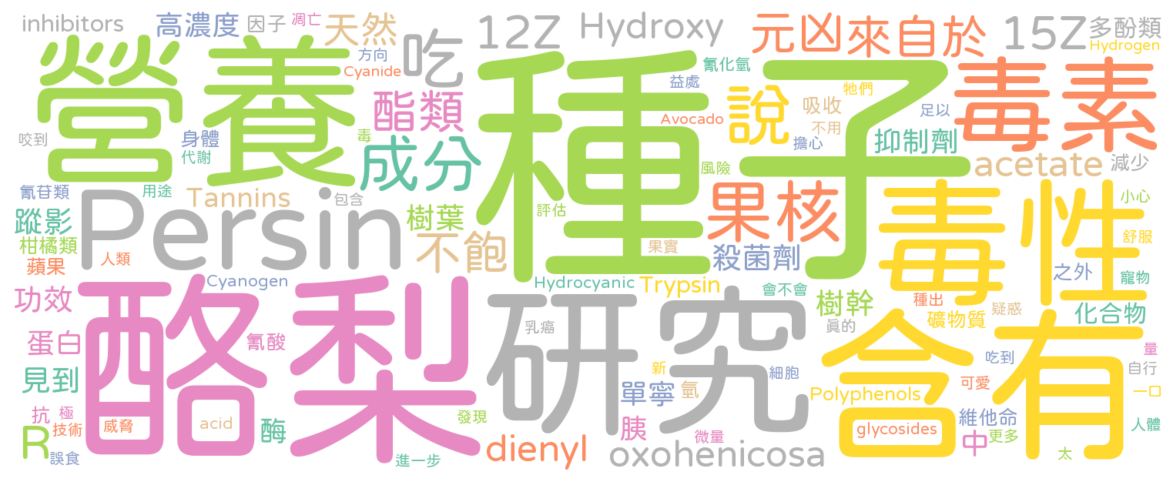 inhibitors 高濃度 因子 凋亡 天然 12Z Hydroxy 元凶 來自於 15Z 多酚類
Hydrogen
營養 方向 吃 種子 氰化氫 益處 牠們 毒素
Cyanide
酯類 Avocado 說 吸收 足以
咬到 身體 毒 不用 擔心 抑制劑
代謝 成分 風險 acetate 減少
氰苷類 用途 Tannins 包含 果核 毒性 小心
蹤影 Persin 樹葉 評估
柑橘類 不飽 果實 殺菌劑 舒服
蘋果 人類 之外 寵物
Cyanogen Hydrocyanic Trypsin 會不會
功效 酪梨 研究 樹幹 種出 疑惑 化合物
蛋白 氰酸 乳癌 含有 礦物質
見到 新 細胞 吃到 量
單寧 氫 可愛 自行
抗 極 Polyphenols 一口
R 技術 威脅 acid 酶 發現 胰 微量 glycosides 維他命 人體
中 更多
誤食 進一步 dienyl oxohenicosa 太